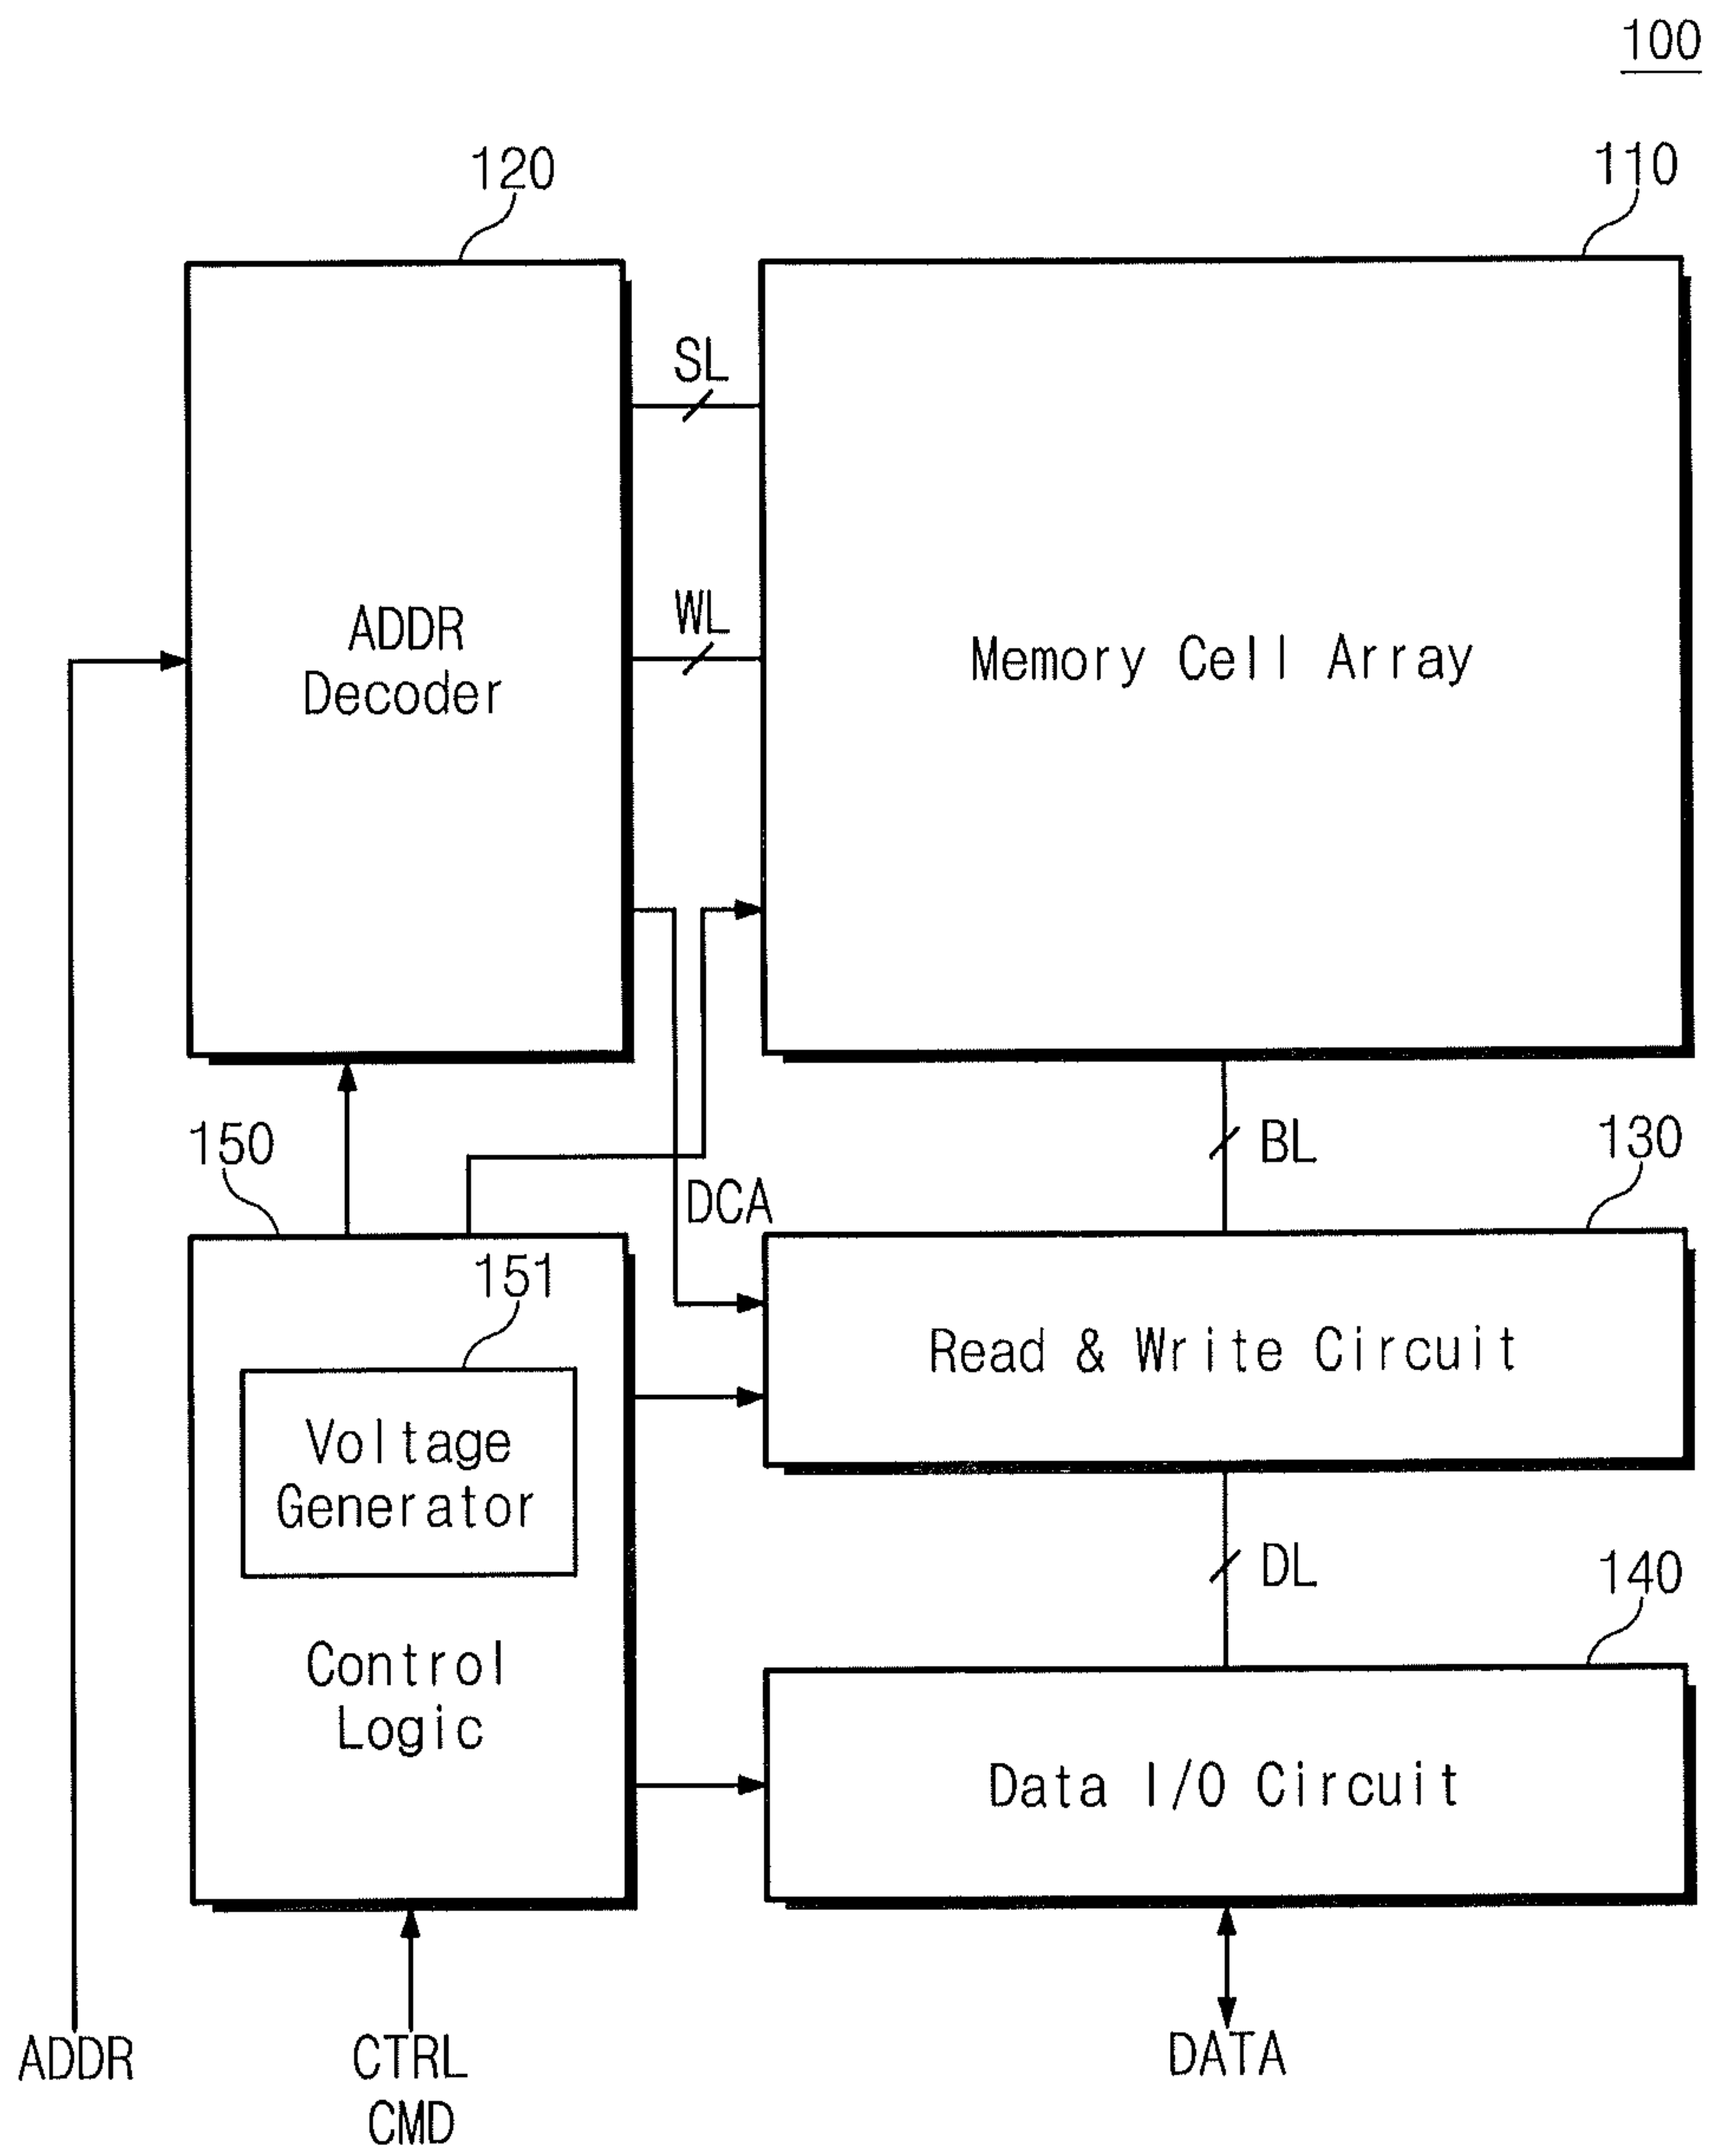 100
120
110
SL
WL
ADDR
Decoder
Memory Cell Array
150
BL
130
DCA
151
Read & Write Circuit
Voltage
Generator
DL
140
Control
Logic
Data I/O Circuit
ADDR
CTRL
CMD
DATA